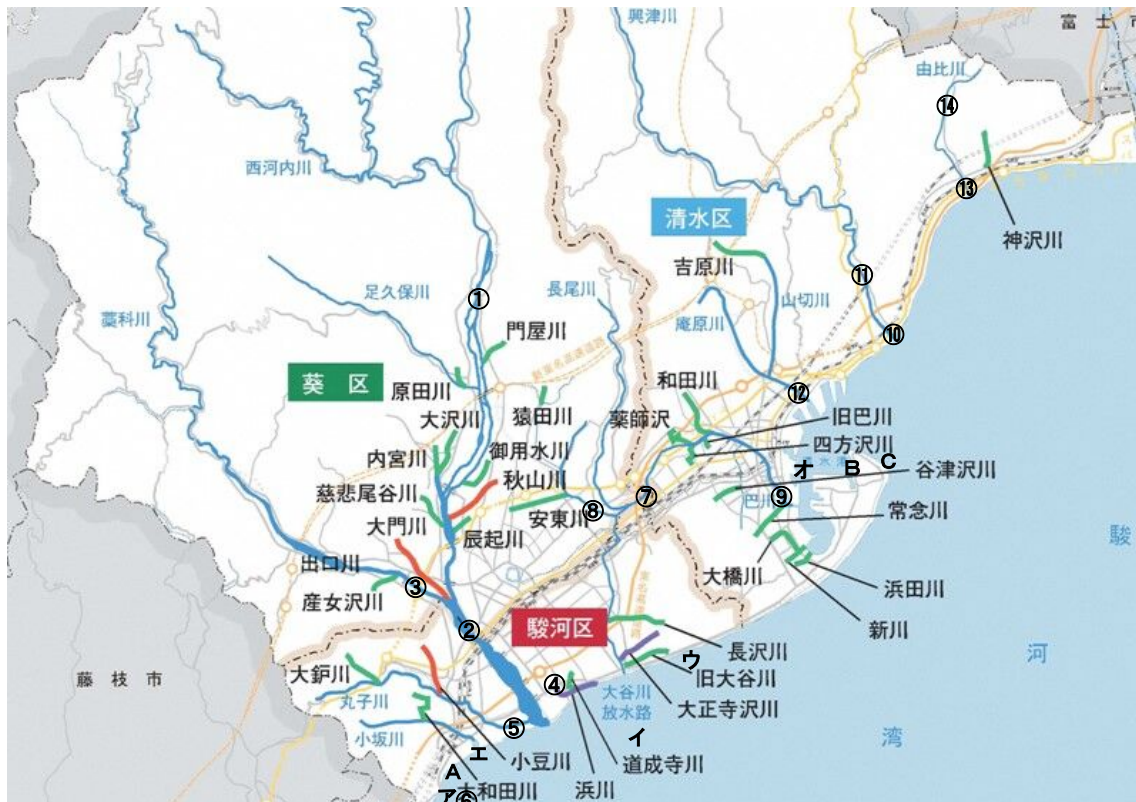 興津川
富士市
由比川
⑭
西河内川
⑬
清水区
神沢川
吉原川
足久保川
①
長尾川
山切川
⑪
藁科川
庵原川
門屋川
⑩
新東名高速道路
葵区
原田川
和田川
⑫
猿田川
大沢川
薬師沢
旧巴川
御用水川
四方沢川
内宮川
オ
B
C
谷津沢川
秋山川
慈悲尾谷川
⑦
巴川
⑨
安東川
⑧
常念川
大門川
辰起川
駿
出口川
大橋川
浜田川
③
産女沢川
新川
②
駿河区
長沢川
河
ウ
旧大谷川
大鈩川
藤枝市
④
大谷川
放水路
大正寺沢川
丸子川
⑤
イ
湾
小坂川
エ
小豆川
道成寺川
A
浜川
ア
⑥
和田川